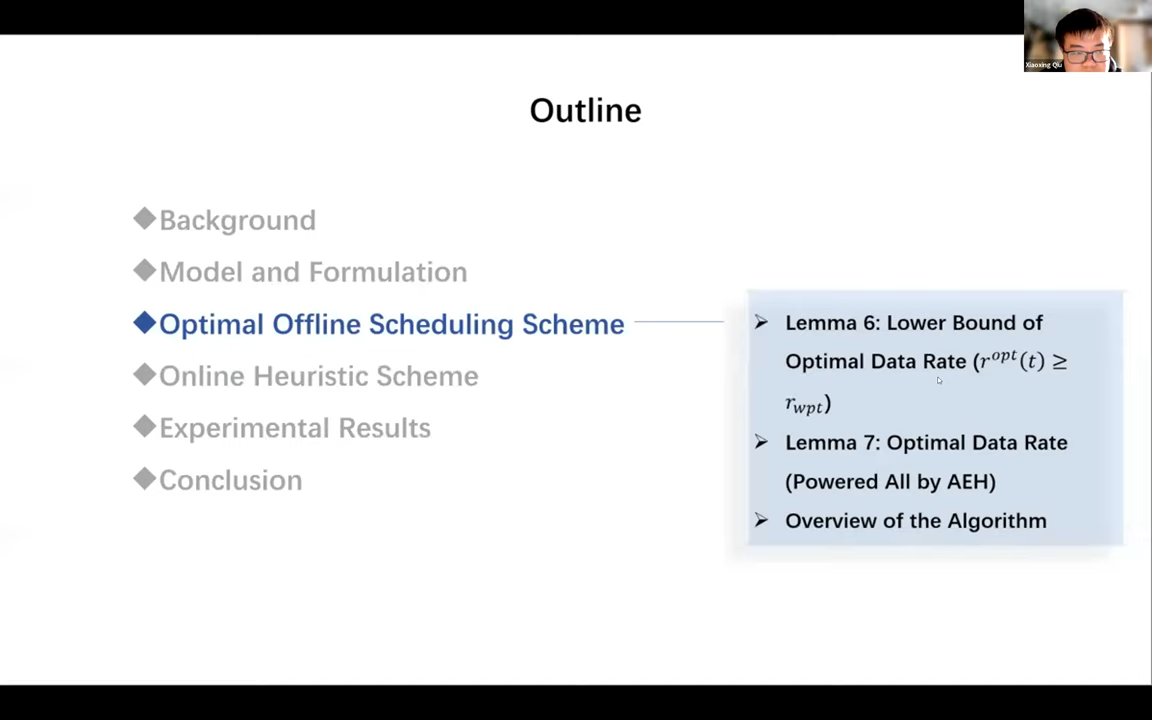 Xiaoxing Qiu
Outline
◆Background
◆Model and Formulation
◆Optimal Offline Scheduling Scheme
◆Online Heuristic Scheme
◆Experimental Results
◆Conclusion
➢ Lemma 6: Lower Bound of
Optimal Data Rate (r^{opt}(t) ≥
r_{wpt})
➢ Lemma 7: Optimal Data Rate
(Powered All by AEH)
➢ Overview of the Algorithm